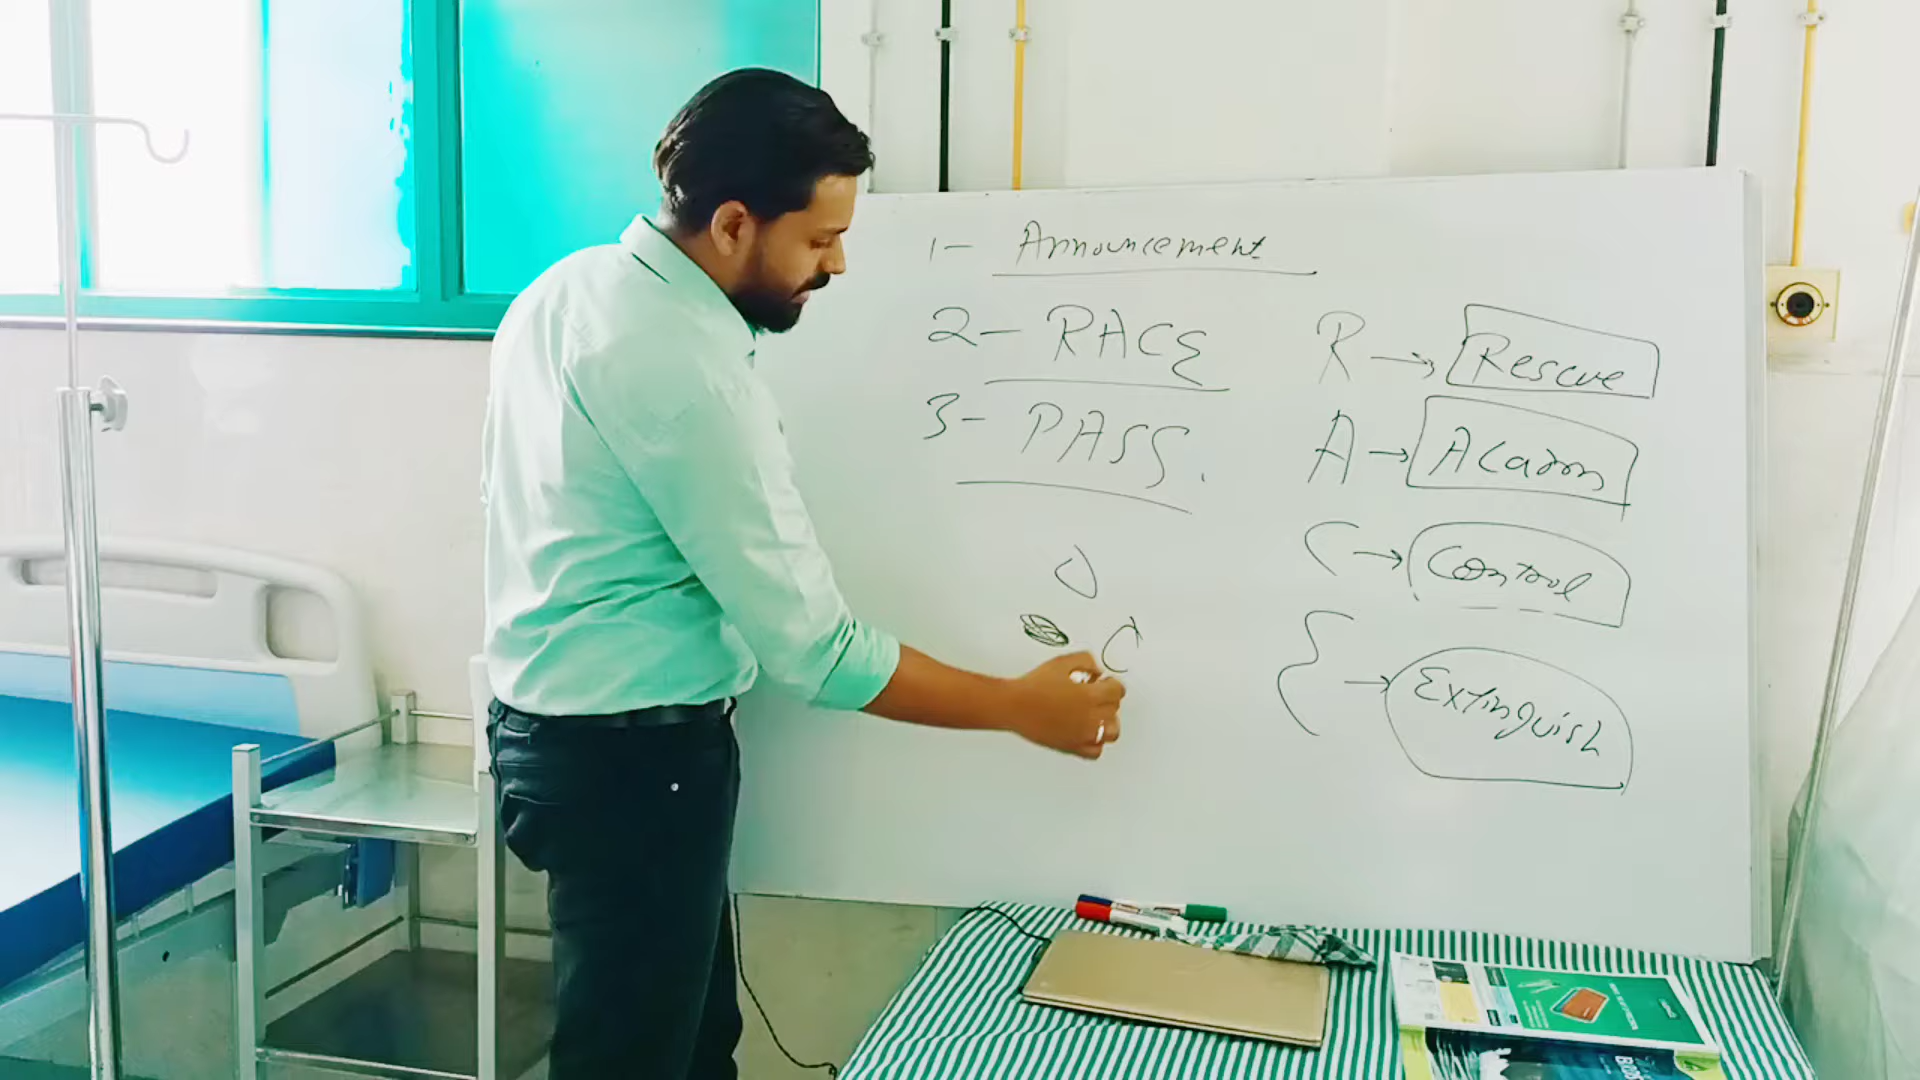 1- Announcement
2- RACE
3- PASS.
R → Rescue
A → Alarm
C → Control
E → Extinguish